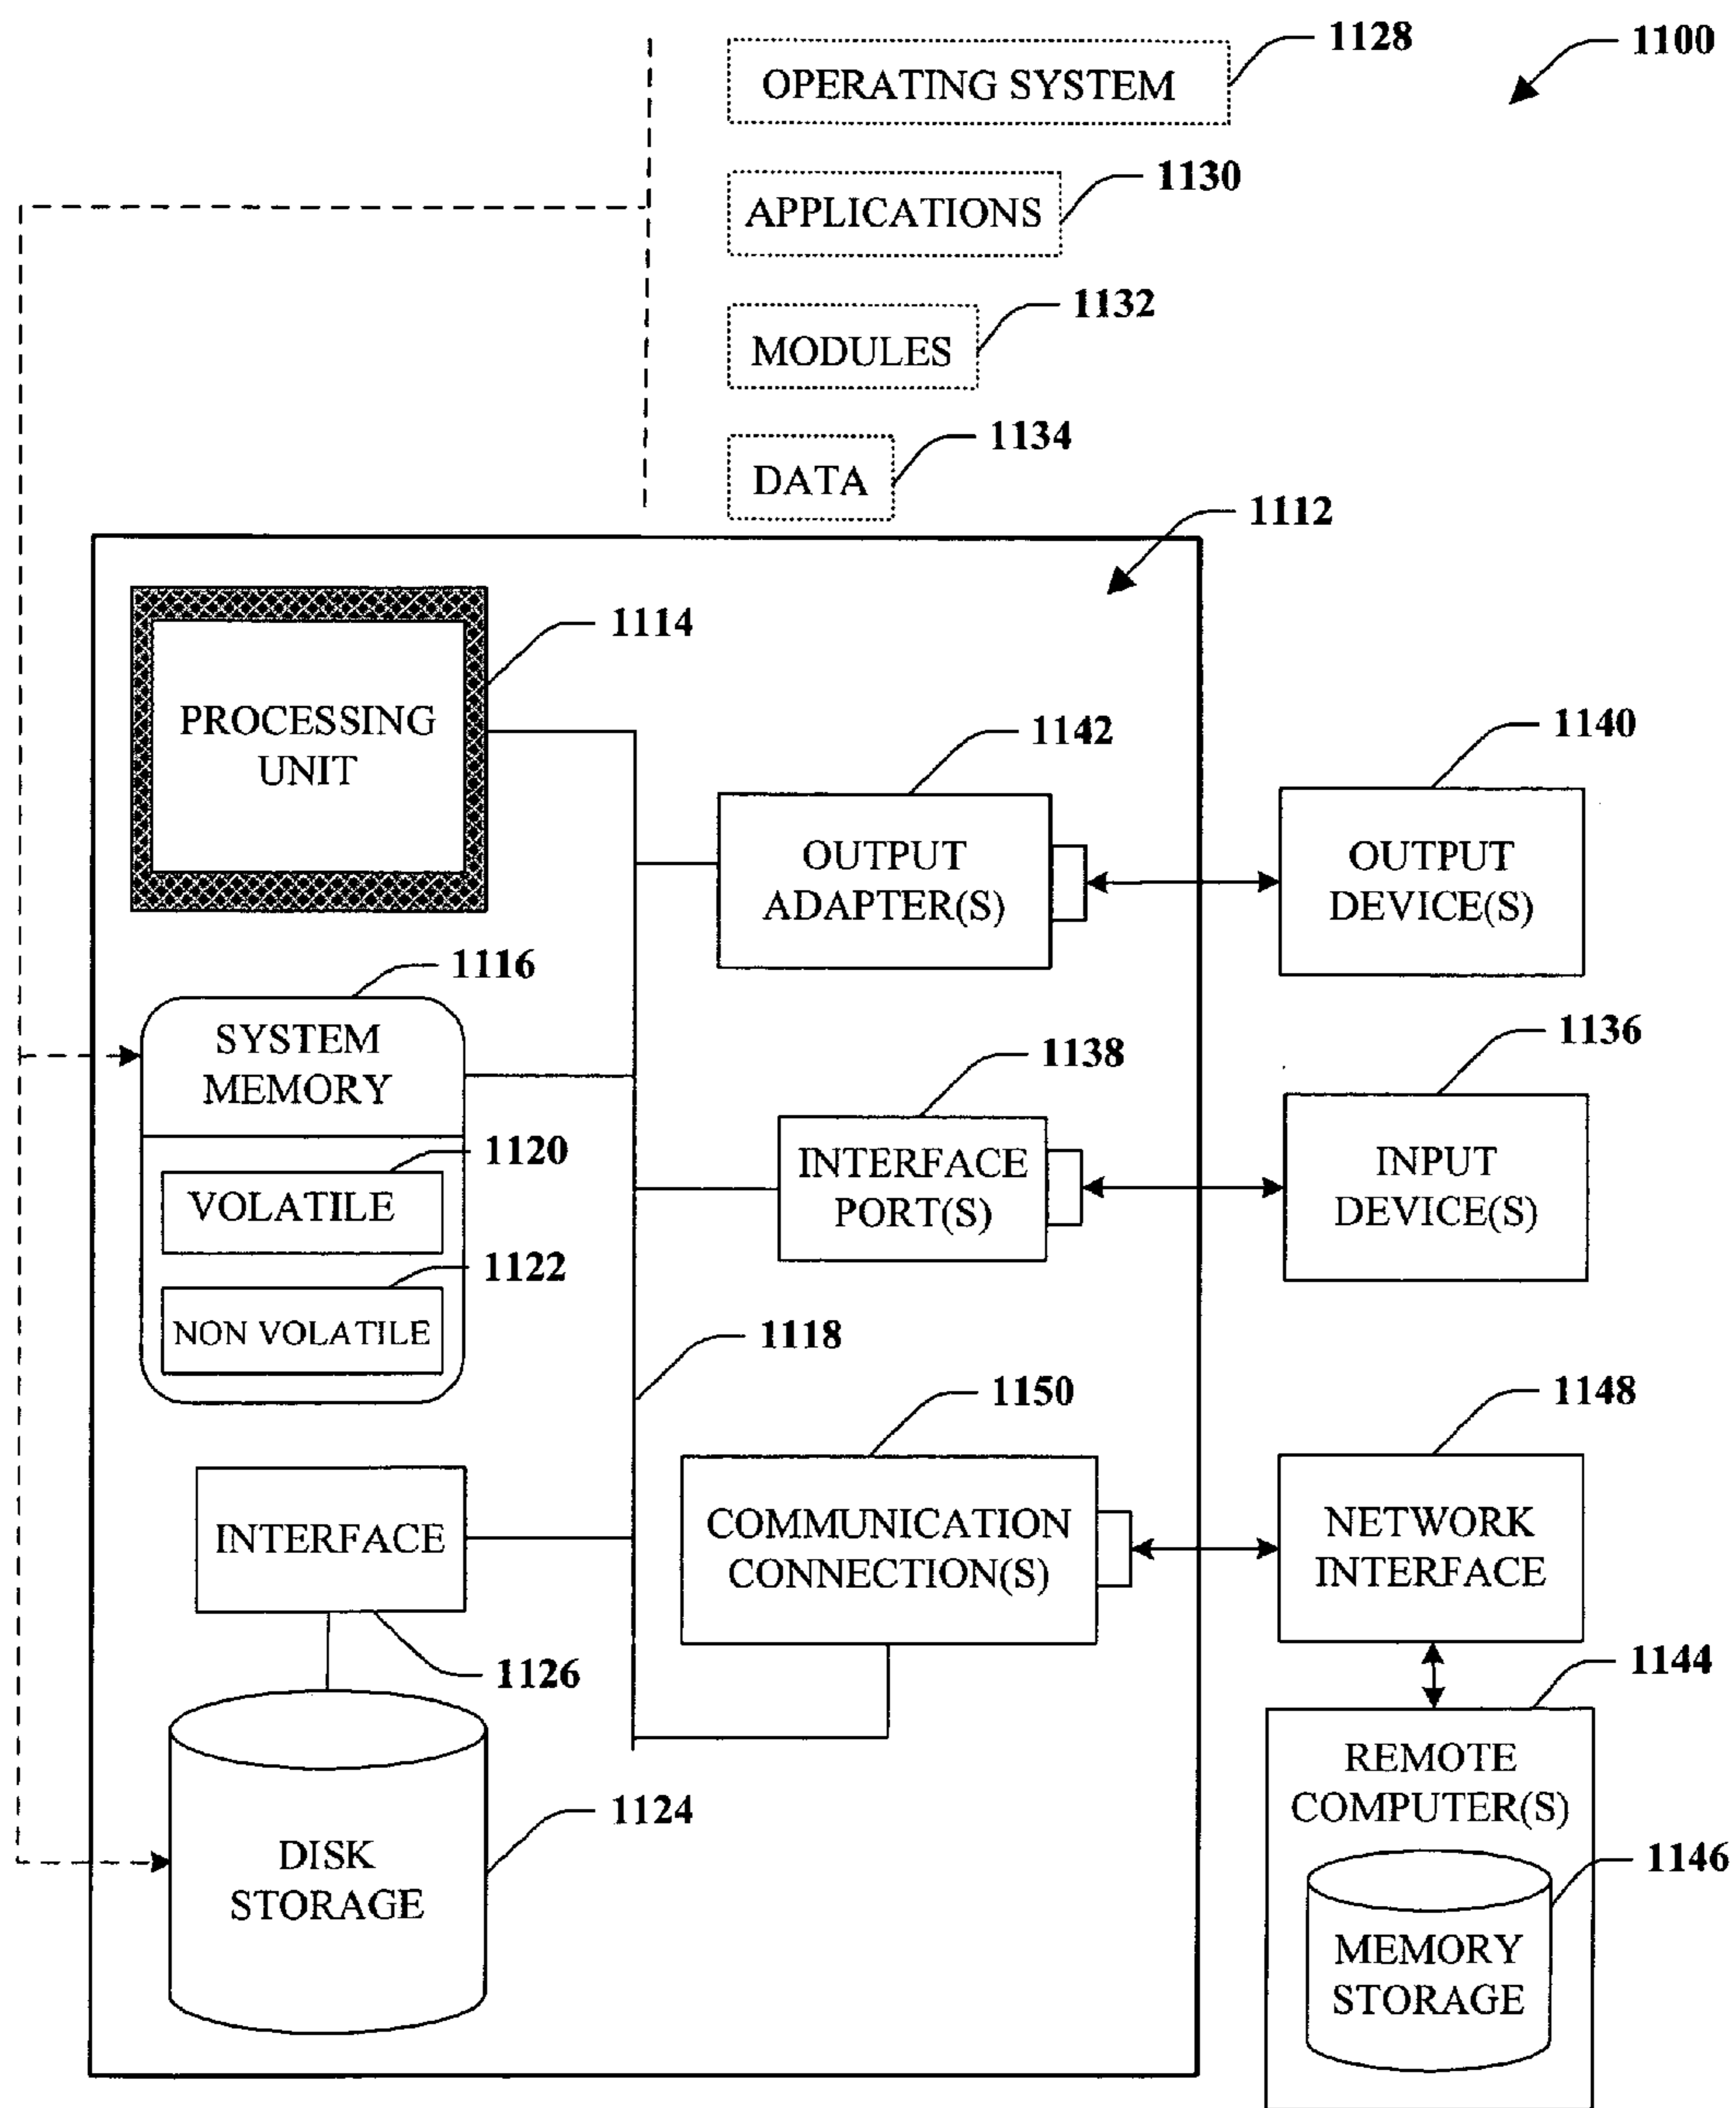 1128
1100
OPERATING SYSTEM
1130
APPLICATIONS
1132
MODULES
1134
DATA
1112
1114
PROCESSING
UNIT
1142
OUTPUT
ADAPTER(S)
1140
OUTPUT
DEVICE(S)
1116
SYSTEM
MEMORY
1120
VOLATILE
1122
NON VOLATILE
1138
INTERFACE
PORT(S)
1136
INPUT
DEVICE(S)
1118
1150
COMMUNICATION
CONNECTION(S)
1148
NETWORK
INTERFACE
INTERFACE
1126
1144
REMOTE
COMPUTER(S)
1124
DISK
STORAGE
1146
MEMORY
STORAGE